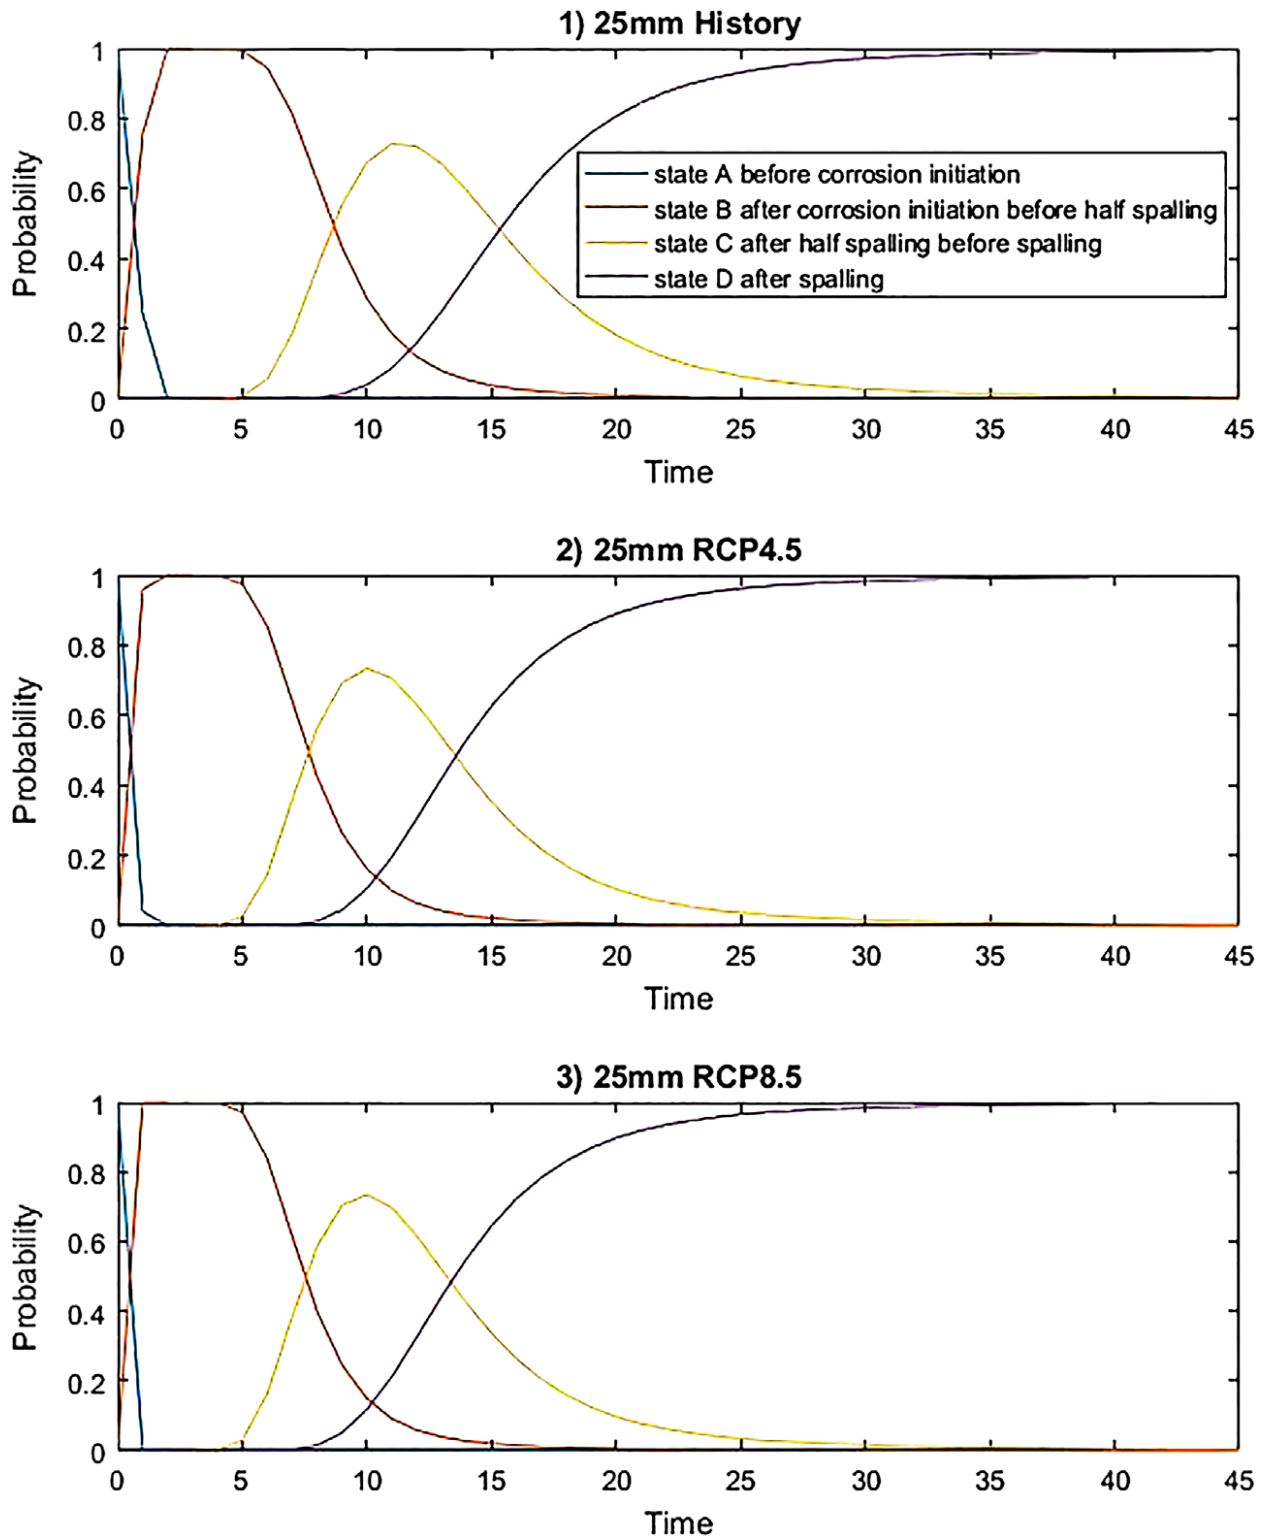 1) 25mm History
1
0.8
0.6
0.4
0.2
0
Probability
state A before corrosion initiation
state B after corrosion initiation before half spalling
state C after half spalling before spalling
state D after spalling
0 5 10 15 20 25 30 35 40 45
Time
2) 25mm RCP4.5
1
0.8
0.6
0.4
0.2
0
Probability
0 5 10 15 20 25 30 35 40 45
Time
3) 25mm RCP8.5
1
0.8
0.6
0.4
0.2
0
Probability
0 5 10 15 20 25 30 35 40 45
Time